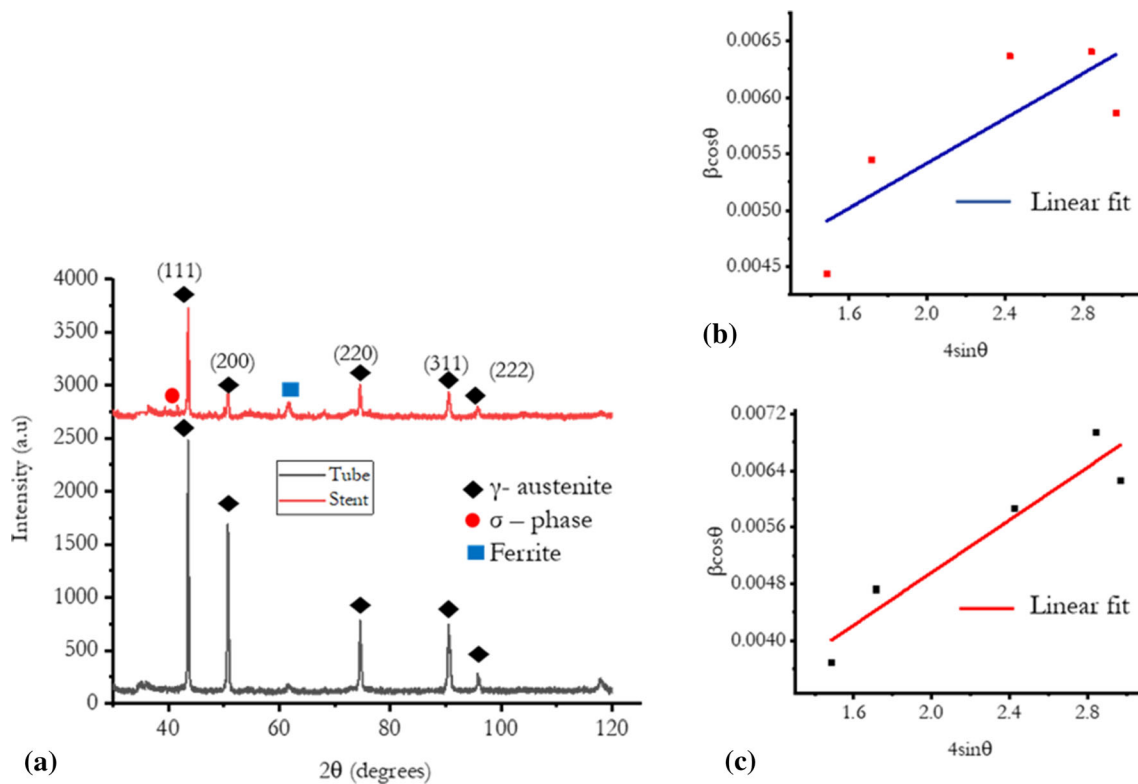 4000
3500
3000
2500
2000
1500
1000
500
0
Intensity (a.u)
(111)
(200)
(220)
(311)
(222)
Tube
Stent
γ- austenite
σ – phase
Ferrite
40
60
80
100
120
2θ (degrees)
(a)
0.0065
0.0060
0.0055
0.0050
0.0045
βcosθ
Linear fit
1.6
2.0
2.4
2.8
4sinθ
(b)
0.0072
0.0064
0.0056
0.0048
0.0040
βcosθ
Linear fit
1.6
2.0
2.4
2.8
4sinθ
(c)